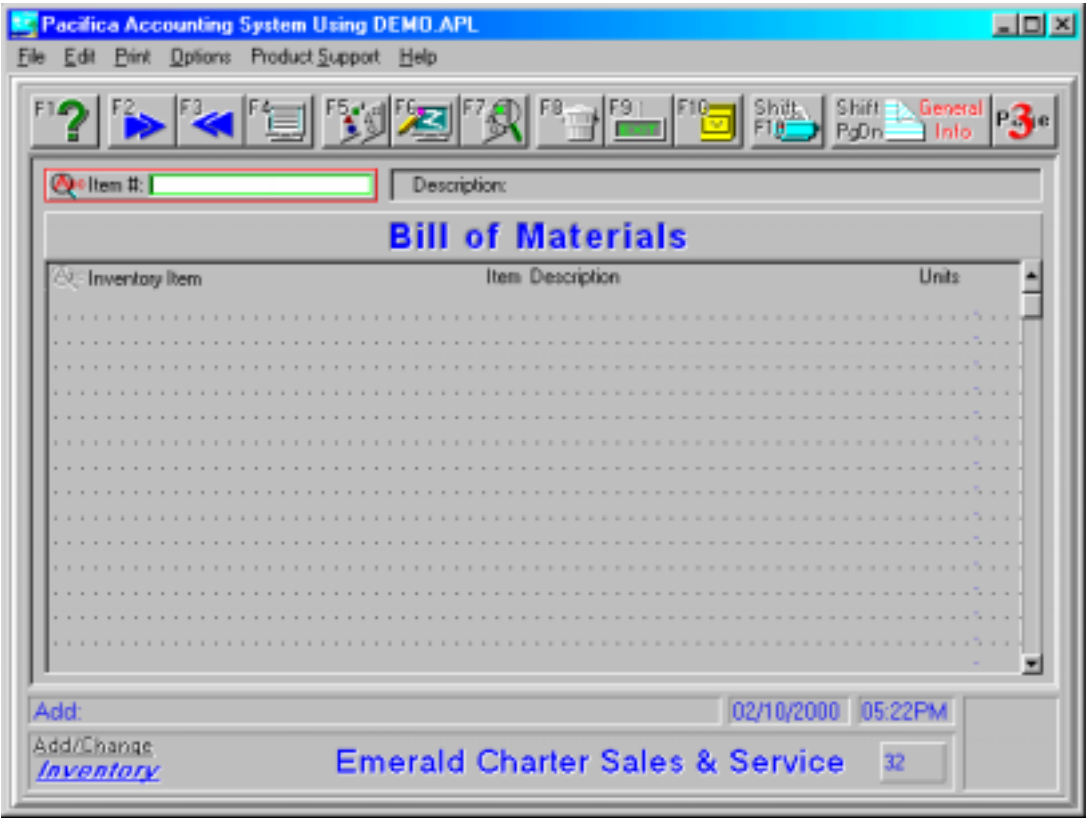 Pacifica Accounting System Using DEMO.APL
File Edit Print Options Product Support Help
F1 F2 F3 F4 F5 F6 F7 F8 F9 F10 Shift F10 Shift PgDn General Info 3
Item #: Description:
Bill of Materials
Inventory Item Item Description Units
Add: 02/10/2000 05:22PM
Add/Change
Inventory Emerald Charter Sales & Service 32